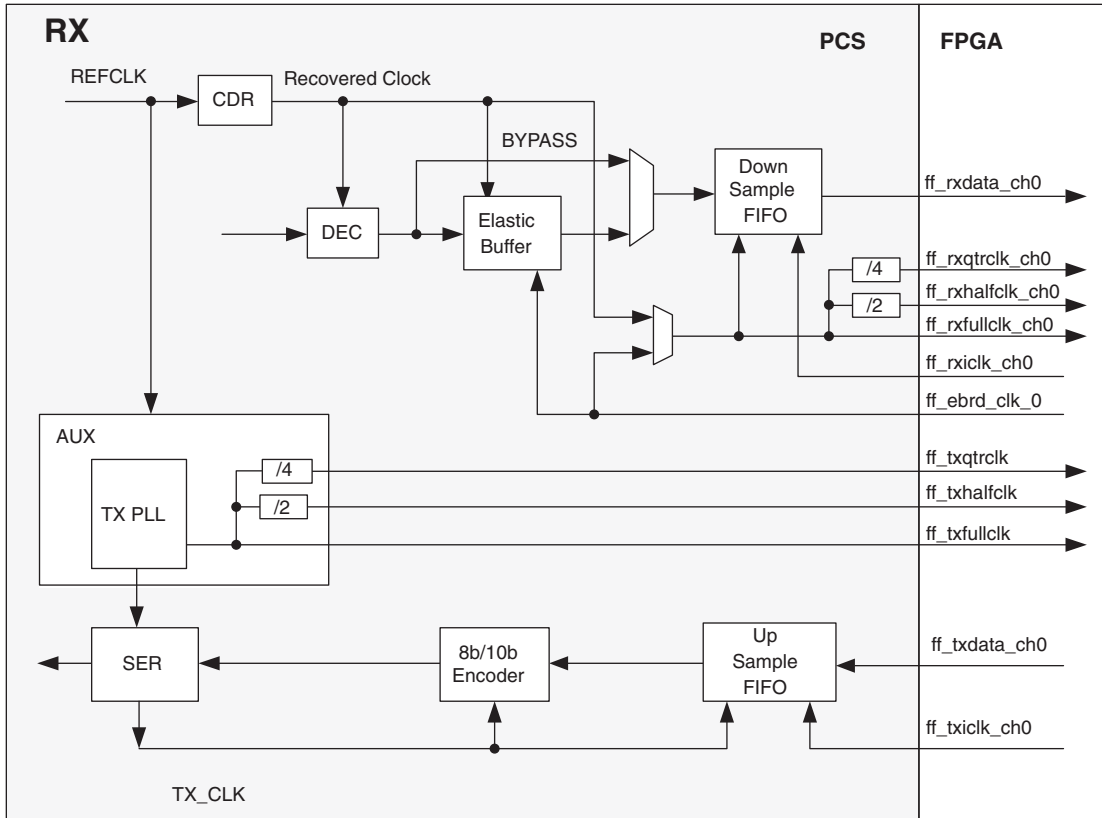 RX
PCS
FPGA
REFCLK
CDR
Recovered Clock
BYPASS
Down
Sample
FIFO
ff_rxdata_ch0
DEC
Elastic
Buffer
/4
ff_rxqtrclk_ch0
/2
ff_rxhalfclk_ch0
ff_rxfullclk_ch0
ff_rxiclk_ch0
ff_ebrd_clk_0
AUX
TX PLL
/4
ff_txqtrclk
/2
ff_txhalfclk
ff_txfullclk
SER
8b/10b
Encoder
Up
Sample
FIFO
ff_txdata_ch0
ff_txiclk_ch0
TX_CLK